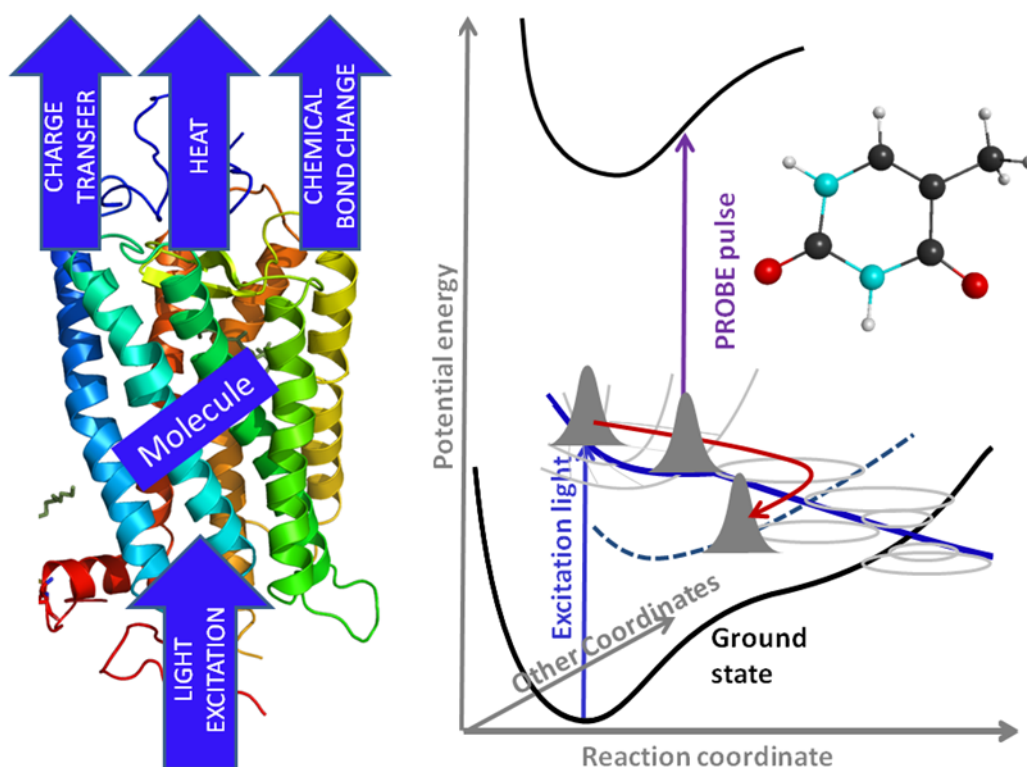 CHARGE
TRANSFER
HEAT
CHEMICAL
BOND CHANGE
Molecule
LIGHT
EXCITATION
Potential energy
PROBE pulse
Excitation light
Other Coordinates
Ground
state
Reaction coordinate